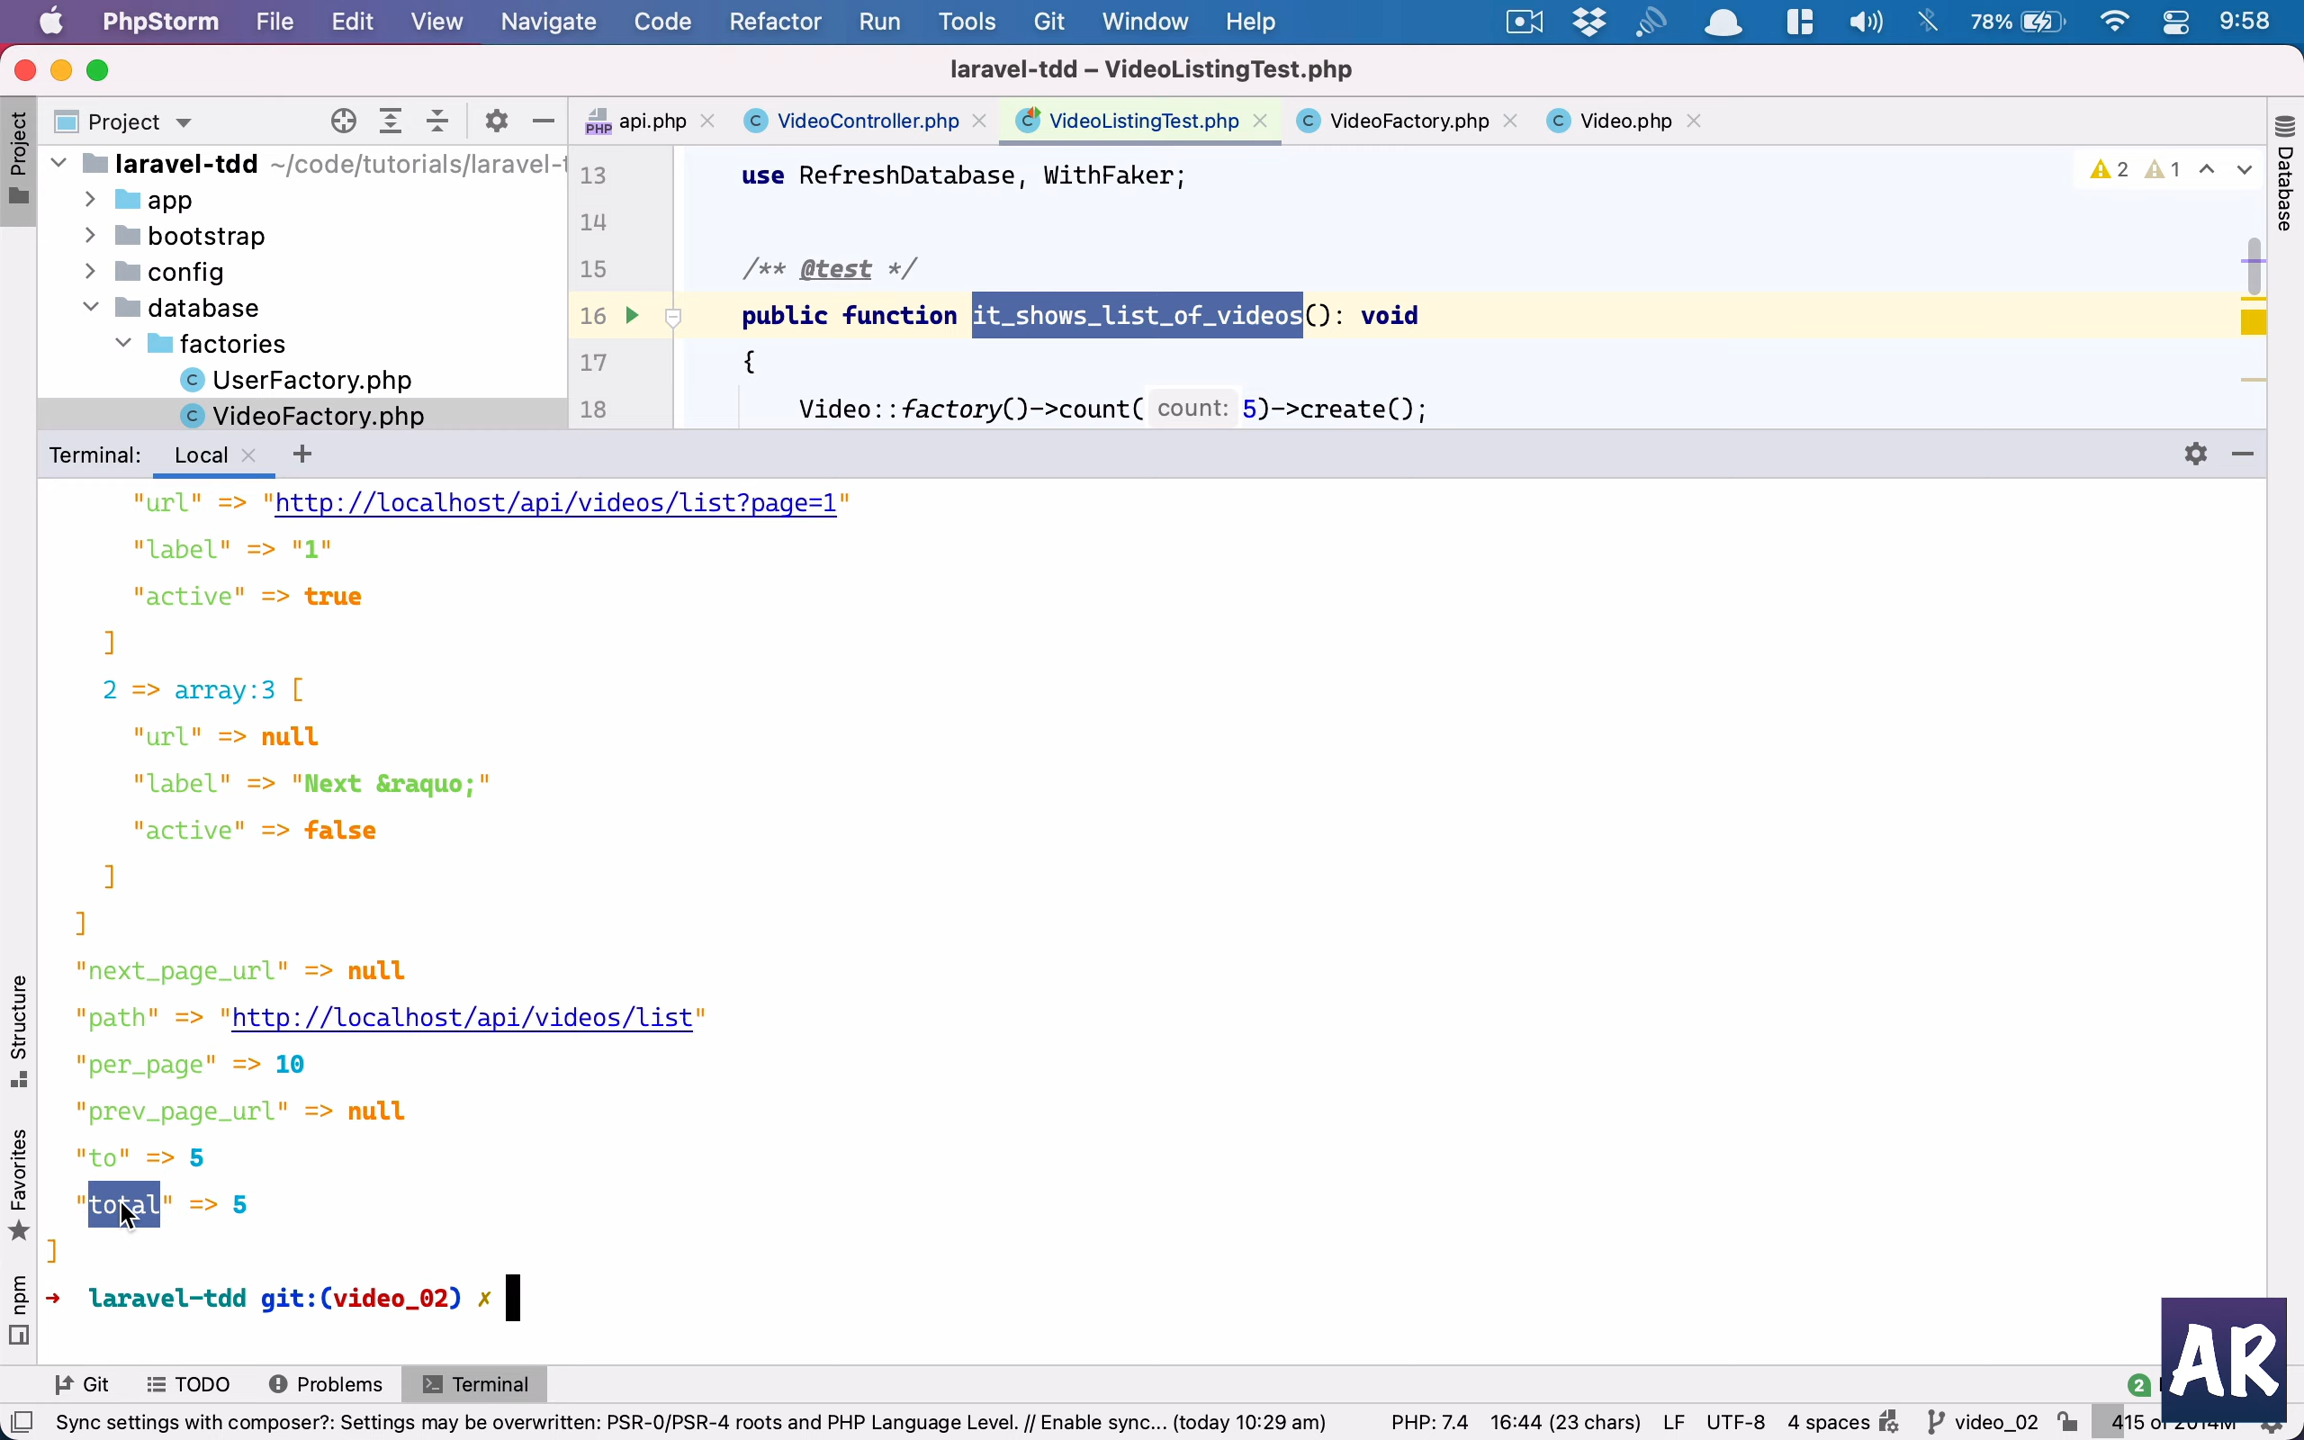 PhpStorm File Edit View Navigate Code Refactor Run Tools Git Window Help 78% 9:58
laravel-tdd – VideoListingTest.php
Project
Project
api.php
VideoController.php
VideoListingTest.php
VideoFactory.php
Video.php
Database
laravel-tdd ~/code/tutorials/laravel-t
app
bootstrap
config
database
factories
UserFactory.php
VideoFactory.php
13 use RefreshDatabase, WithFaker;
14
15 /** @test */
16 public function it_shows_list_of_videos(): void
17 {
18 Video::factory()->count( count: 5)->create();
2 1
Terminal: Local +
"url" => "http://localhost/api/videos/list?page=1"
"label" => "1"
"active" => true
]
2 => array:3 [
"url" => null
"label" => "Next &raquo;"
"active" => false
]
]
"next_page_url" => null
"path" => "http://localhost/api/videos/list"
"per_page" => 10
"prev_page_url" => null
"to" => 5
"total" => 5
]
➜ laravel-tdd git:(video_02) ✗
Structure
Favorites
npm
Git TODO Problems Terminal 2
AR
Sync settings with composer?: Settings may be overwritten: PSR-0/PSR-4 roots and PHP Language Level. // Enable sync... (today 10:29 am) PHP: 7.4 16:44 (23 chars) LF UTF-8 4 spaces video_02 415 of 2014M